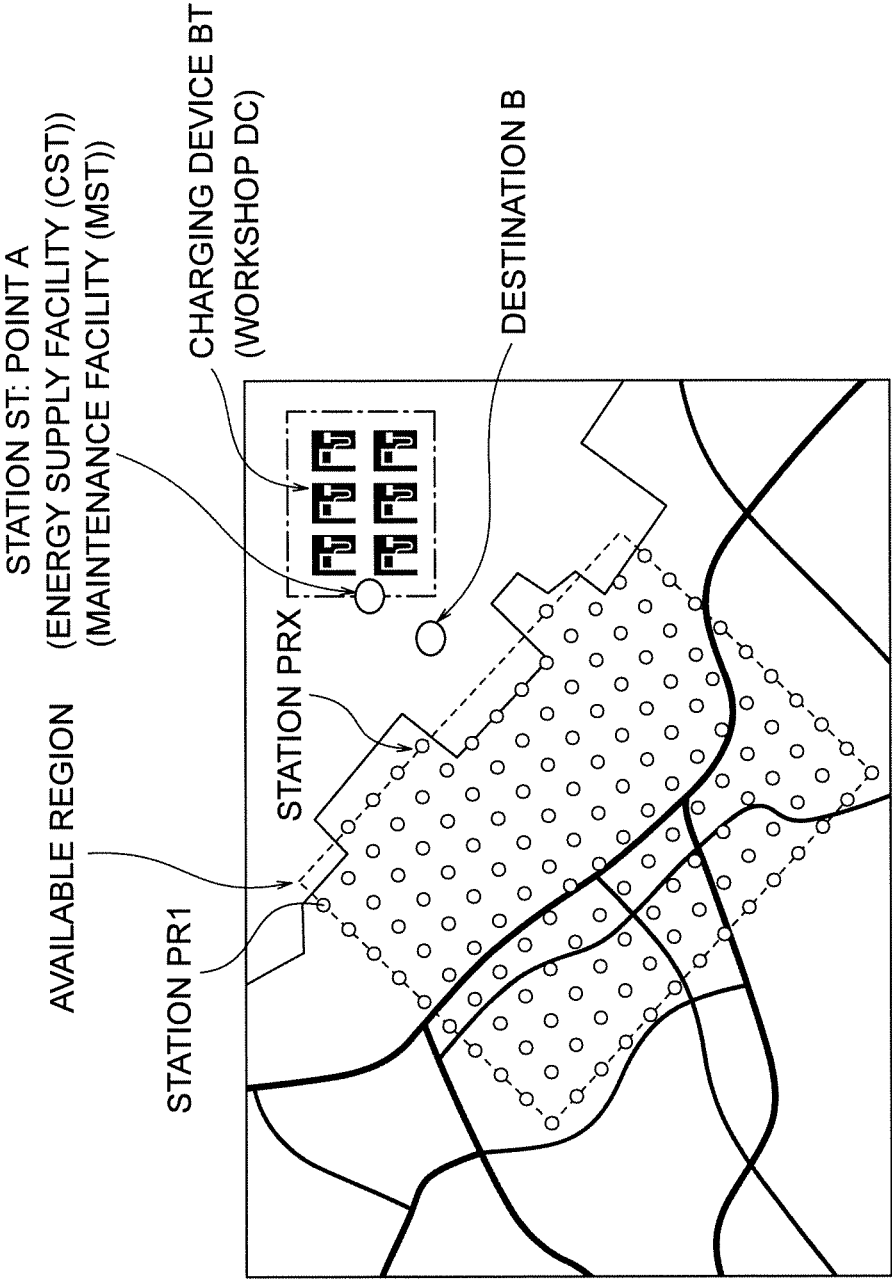 STATION ST: POINT A
(ENERGY SUPPLY FACILITY (CST))
(MAINTENANCE FACILITY (MST))
AVAILABLE REGION
STATION PR1
STATION PRX
CHARGING DEVICE BT
(WORKSHOP DC)
DESTINATION B